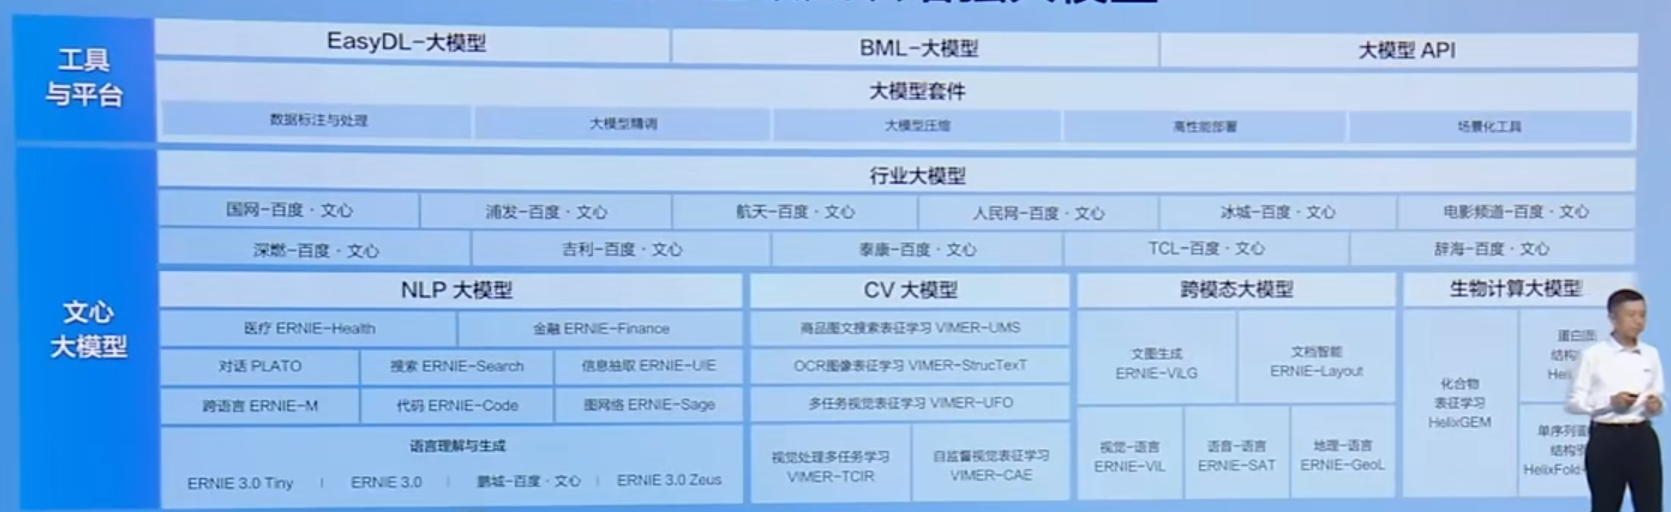 大模型
工具
与平台
EasyDL-大模型
BML-大模型
大模型 API
大模型套件
数据标注与处理
大模型精调
大模型压缩
高性能部署
场景化工具
文心
大模型
行业大模型
国网-百度·文心
浦发-百度·文心
航天-百度·文心
人民网-百度·文心
冰城-百度·文心
电影频道-百度·文心
深燃-百度·文心
吉利-百度·文心
泰康-百度·文心
TCL-百度·文心
辞海-百度·文心
NLP 大模型
医疗 ERNIE-Health
金融 ERNIE-Finance
对话 PLATO
搜索 ERNIE-Search
信息抽取 ERNIE-UIE
跨语言 ERNIE-M
代码 ERNIE-Code
图网络 ERNIE-Sage
语言理解与生成
ERNIE 3.0 Tiny
ERNIE 3.0
鹏城-百度·文心
ERNIE 3.0 Zeus
CV 大模型
商品图文搜索表征学习 VIMER-UMS
OCR图像表征学习 VIMER-StrucTexT
多任务视觉表征学习 VIMER-UFO
视觉处理多任务学习
VIMER-TCIR
自监督视觉表征学习
VIMER-CAE
跨模态大模型
文图生成
ERNIE-ViLG
文档智能
ERNIE-Layout
视觉-语言
ERNIE-ViL
语音-语言
ERNIE-SAT
地理-语言
ERNIE-GeoL
生物计算大模型
化合物
表征学习
HelixGEM
蛋白
结构
Heli
单序列
结构
HelixFold-